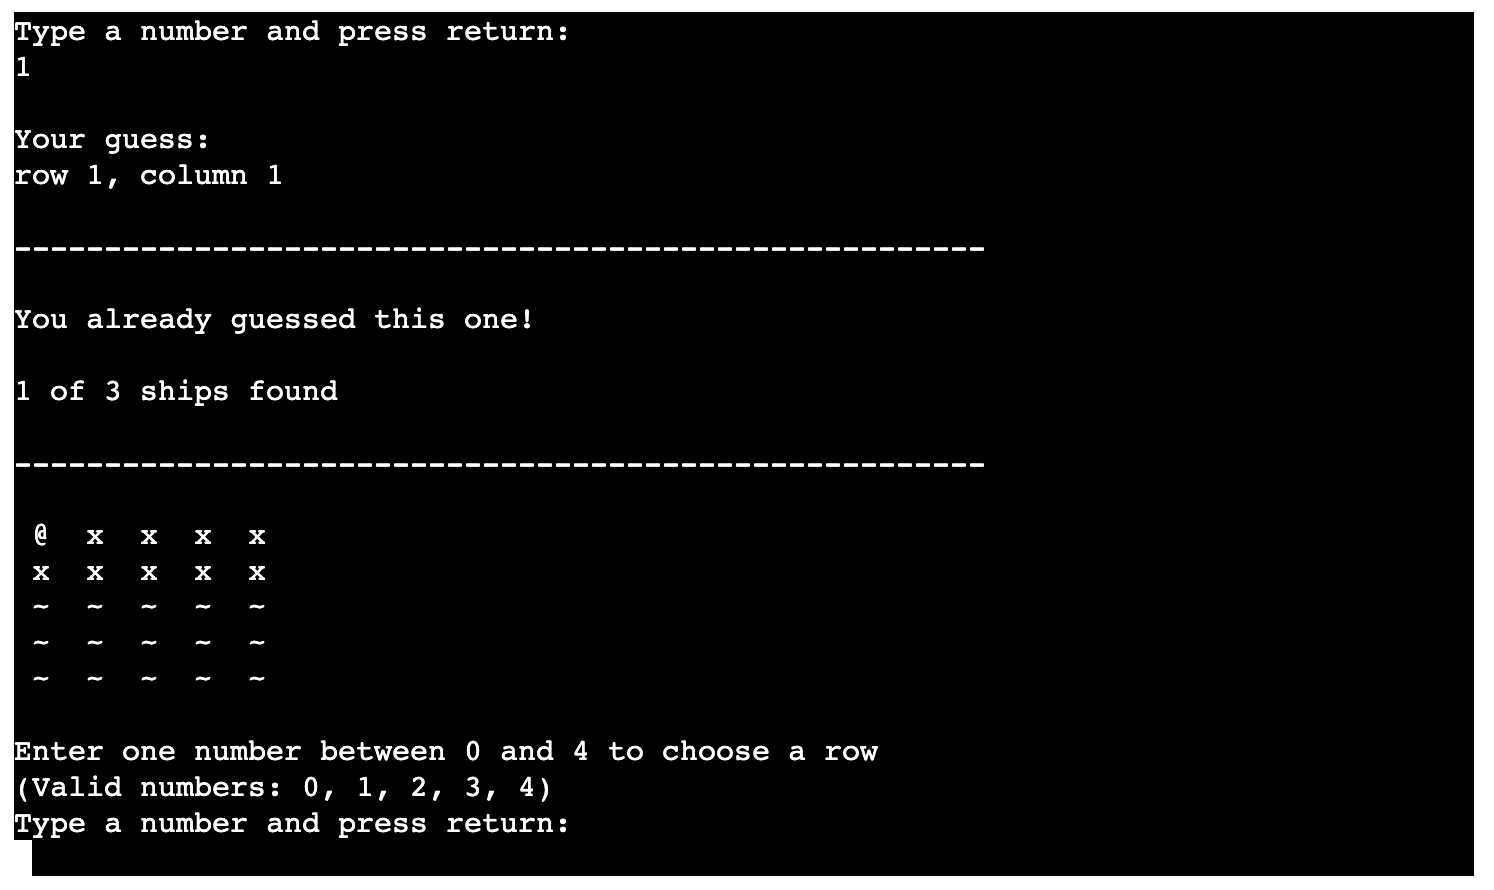 Type a number and press return:
1
Your guess:
row 1, column 1
------------------------------------------------------
You already guessed this one!
1 of 3 ships found
------------------------------------------------------
@ x x x x
x x x x x
~ ~ ~ ~ ~
~ ~ ~ ~ ~
~ ~ ~ ~ ~
Enter one number between 0 and 4 to choose a row
(Valid numbers: 0, 1, 2, 3, 4)
Type a number and press return: